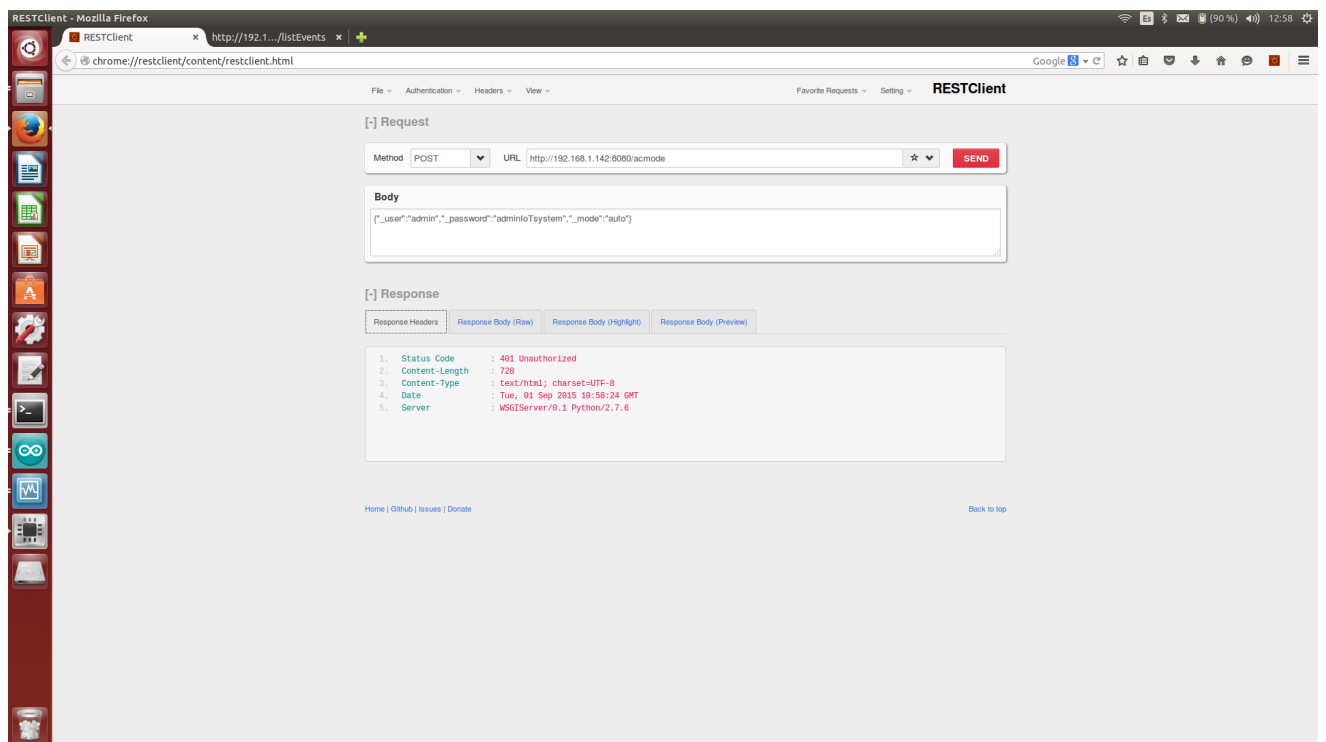 RESTClient - Mozilla Firefox
Es (90 %) 12:58
RESTClient × http://192.1.../listEvents ×
chrome://restclient/content/restclient.html Google
File Authentication Headers View Favorite Requests Setting RESTClient
[-] Request
Method POST URL http://192.168.1.142:8080/acmode SEND
Body
{"_user":"admin","_password":"adminIoTsystem","_mode":"auto"}
[-] Response
Response Headers Response Body (Raw) Response Body (Highlight) Response Body (Preview)
1. Status Code : 401 Unauthorized
2. Content-Length : 728
3. Content-Type : text/html; charset=UTF-8
4. Date : Tue, 01 Sep 2015 10:58:24 GMT
5. Server : WSGIServer/0.1 Python/2.7.6
Home | Github | Issues | Donate Back to top